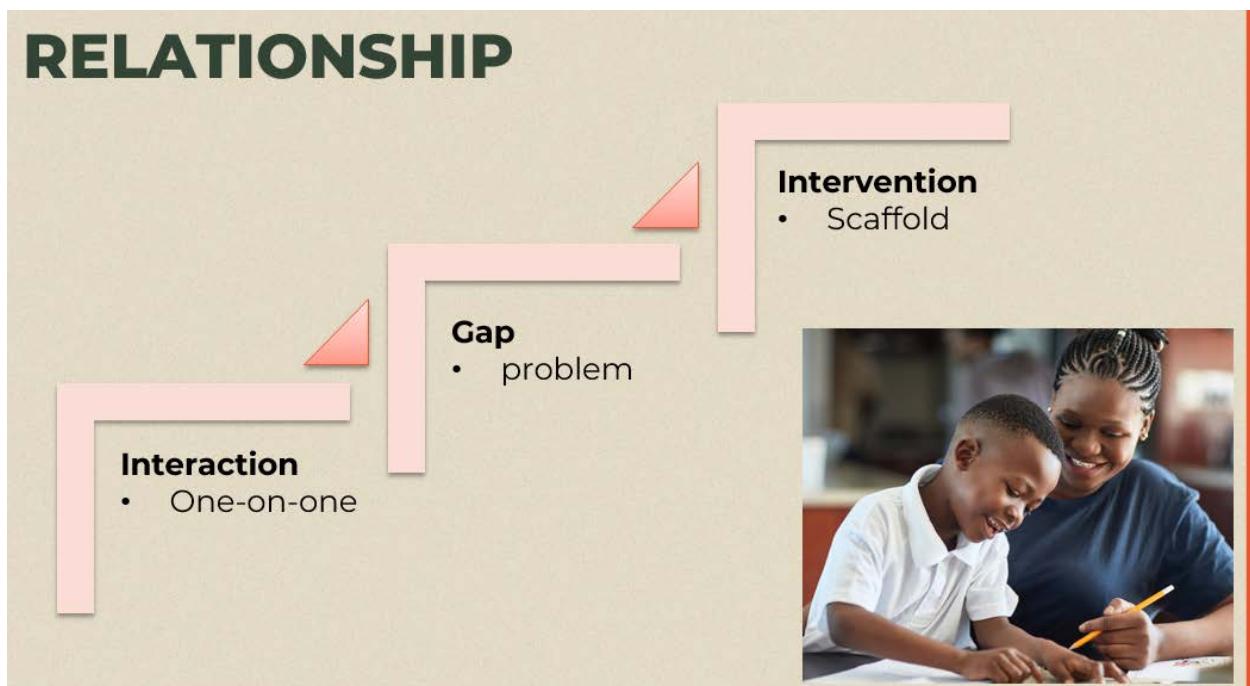 RELATIONSHIP
Intervention
• Scaffold
Gap
• problem
Interaction
• One-on-one